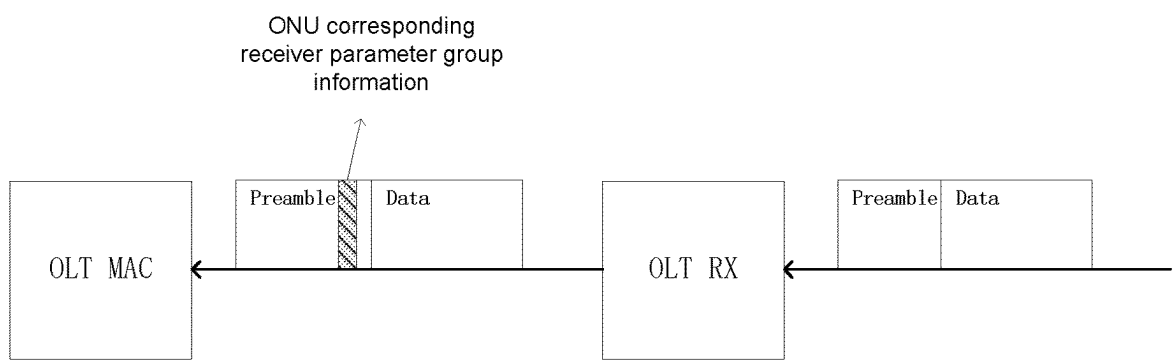 ONU corresponding
receiver parameter group
information
Preamble
Data
Preamble
Data
OLT MAC
OLT RX